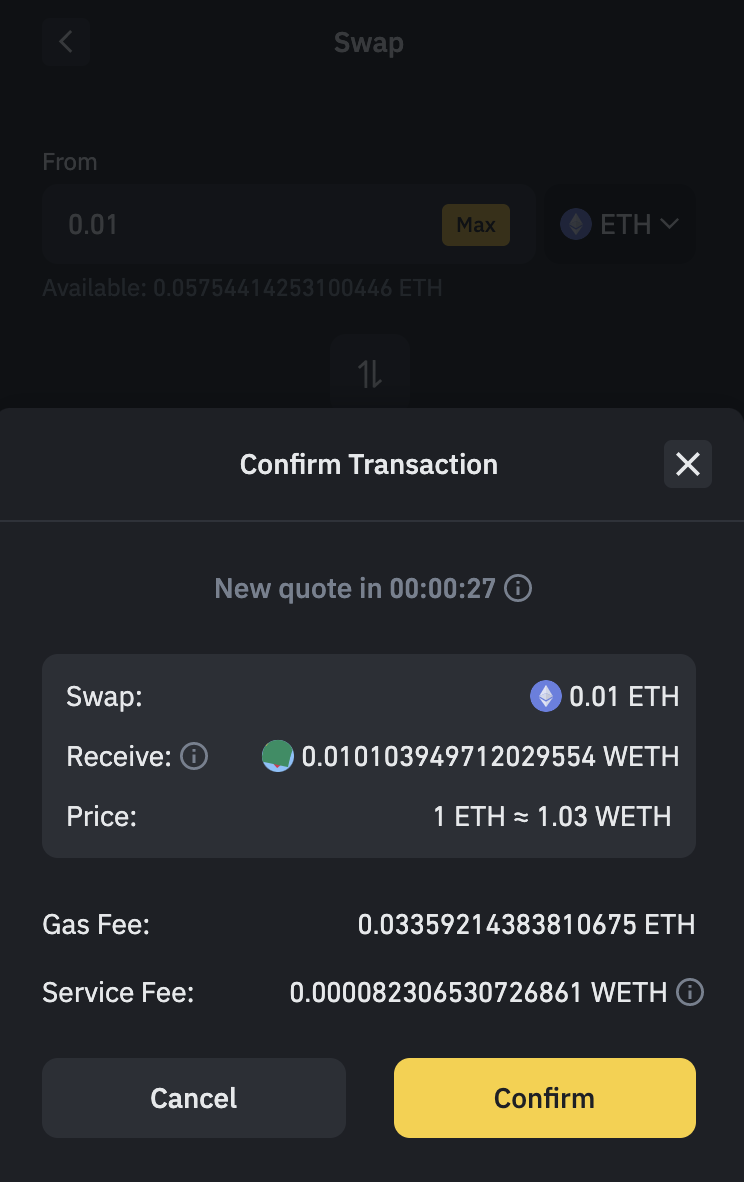 Swap
From
0.01 Max ETH
Available: 0.05754414253100446 ETH
Confirm Transaction
New quote in 00:00:27
Swap: 0.01 ETH
Receive: 0.010103949712029554 WETH
Price: 1 ETH ≈ 1.03 WETH
Gas Fee: 0.03359214383810675 ETH
Service Fee: 0.000082306530726861 WETH
Cancel Confirm